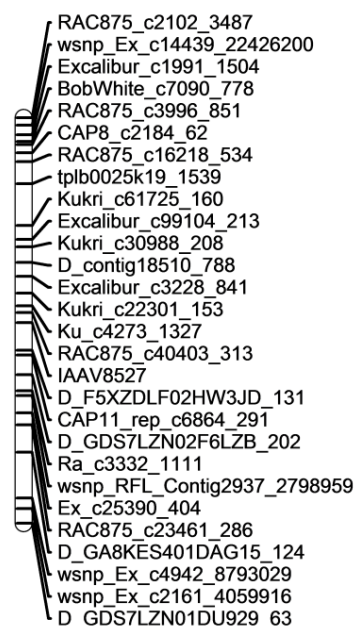 RAC875_c2102_3487
wsnp_Ex_c14439_22426200
Excalibur_c1991_1504
BobWhite_c7090_778
RAC875_c3996_851
CAP8_c2184_62
RAC875_c16218_534
tplb0025k19_1539
Kukri_c61725_160
Excalibur_c99104_213
Kukri_c30988_208
D_contig18510_788
Excalibur_c3228_841
Kukri_c22301_153
Ku_c4273_1327
RAC875_c40403_313
IAAV8527
D_F5XZDLF02HW3JD_131
CAP11_rep_c6864_291
D_GDS7LZN02F6LZB_202
Ra_c3332_1111
wsnp_RFL_Contig2937_2798959
Ex_c25390_404
RAC875_c23461_286
D_GA8KES401DAG15_124
wsnp_Ex_c4942_8793029
wsnp_Ex_c2161_4059916
D_GDS7LZN01DU929_63